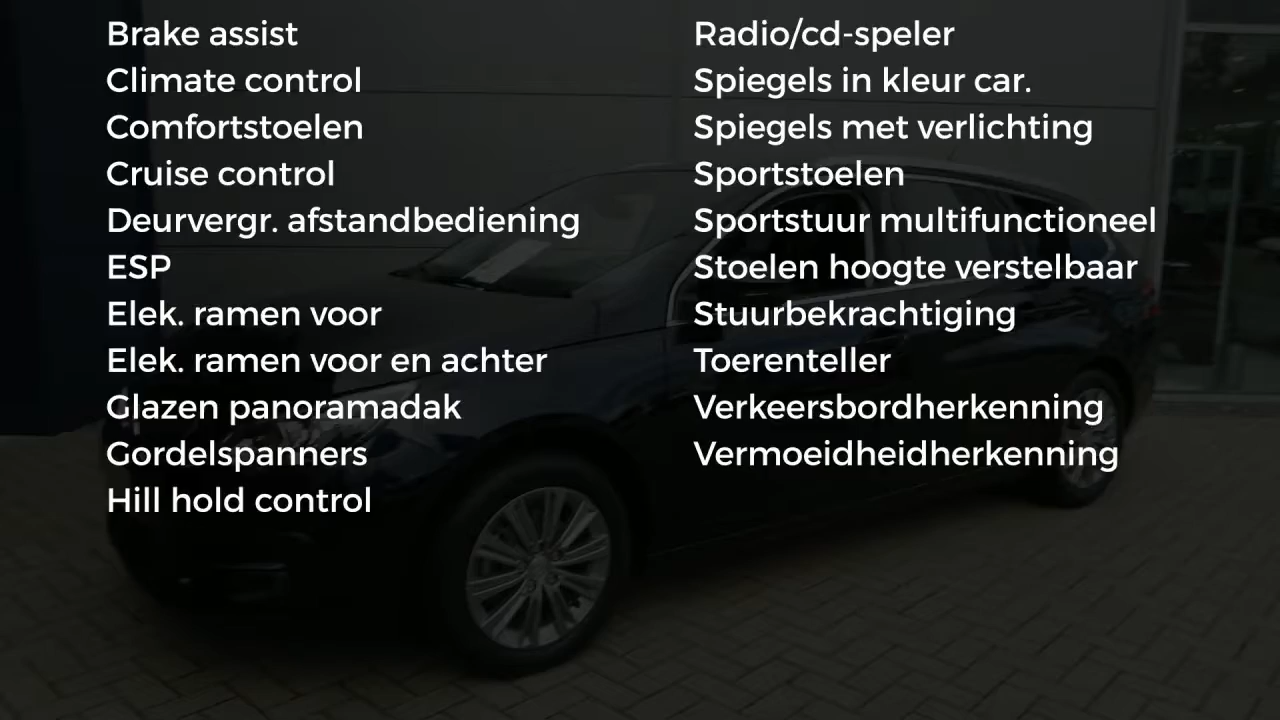 Brake assist
Climate control
Comfortstoelen
Cruise control
Deurvergr. afstandbediening
ESP
Elek. ramen voor
Elek. ramen voor en achter
Glazen panoramadak
Gordelspanners
Hill hold control
Radio/cd-speler
Spiegels in kleur car.
Spiegels met verlichting
Sportstoelen
Sportstuur multifunctioneel
Stoelen hoogte verstelbaar
Stuurbekrachtiging
Toerenteller
Verkeersbordherkenning
Vermoeidheidherkenning